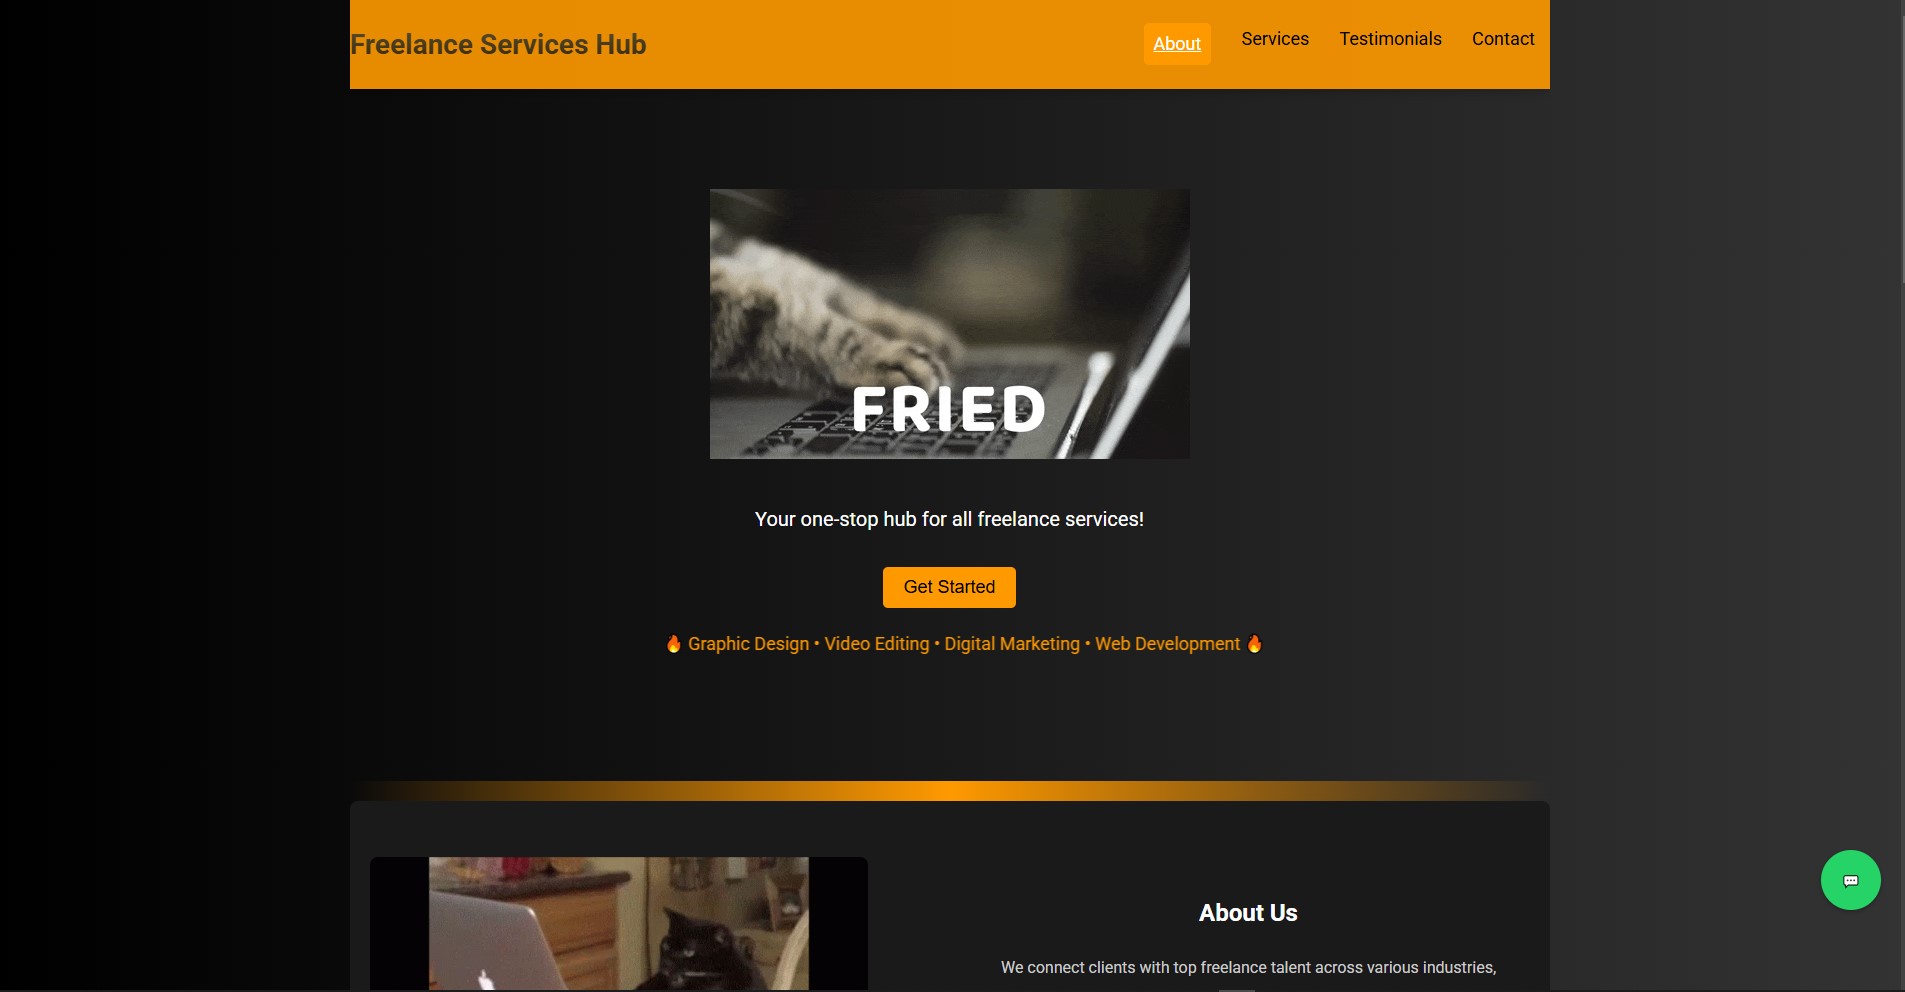 Freelance Services Hub
About Services Testimonials Contact
FRIED
Your one-stop hub for all freelance services!
Get Started
🔥 Graphic Design • Video Editing • Digital Marketing • Web Development 🔥
About Us
We connect clients with top freelance talent across various industries,